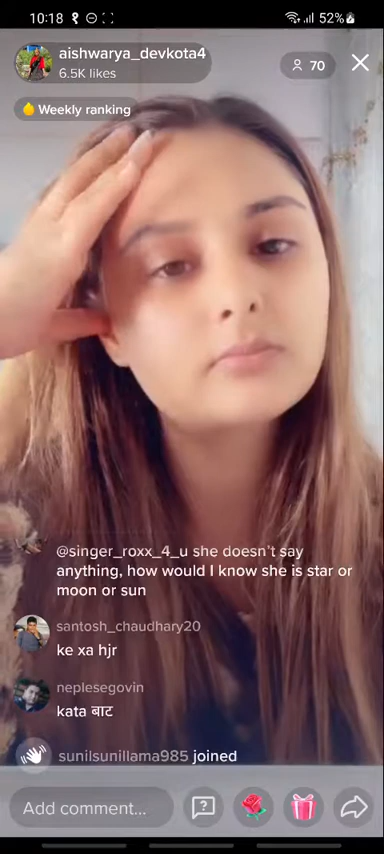 10:18 52%
aishwarya_devkota4
6.5K likes
70
Weekly ranking
@singer_roxx_4_u she doesn't say
anything, how would I know she is star or
moon or sun
santosh_chaudhary20
ke xa hjr
neplesegovin
kata बाट
sunilsunillama985 joined
Add comment...